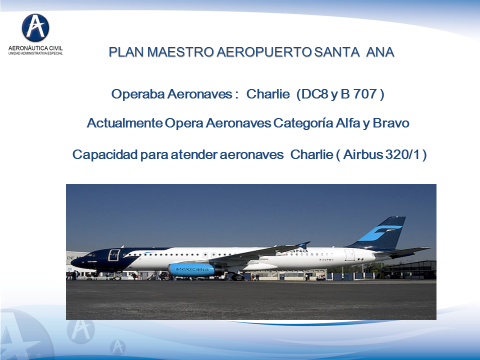 AERONÁUTICA CIVIL
UNIDAD ADMINISTRATIVA ESPECIAL
PLAN MAESTRO AEROPUERTO SANTA ANA
Operaba Aeronaves : Charlie (DC8 y B 707 )
Actualmente Opera Aeronaves Categoría Alfa y Bravo
Capacidad para atender aeronaves Charlie ( Airbus 320/1 )